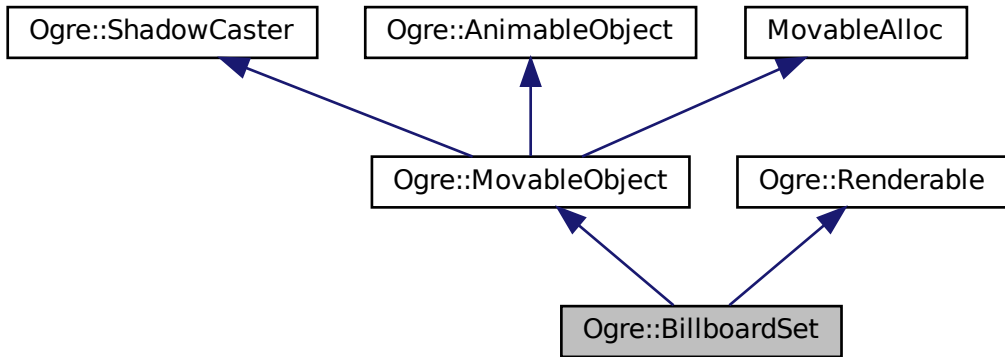 Ogre::ShadowCaster
Ogre::AnimableObject
MovableAlloc
Ogre::MovableObject
Ogre::Renderable
Ogre::BillboardSet